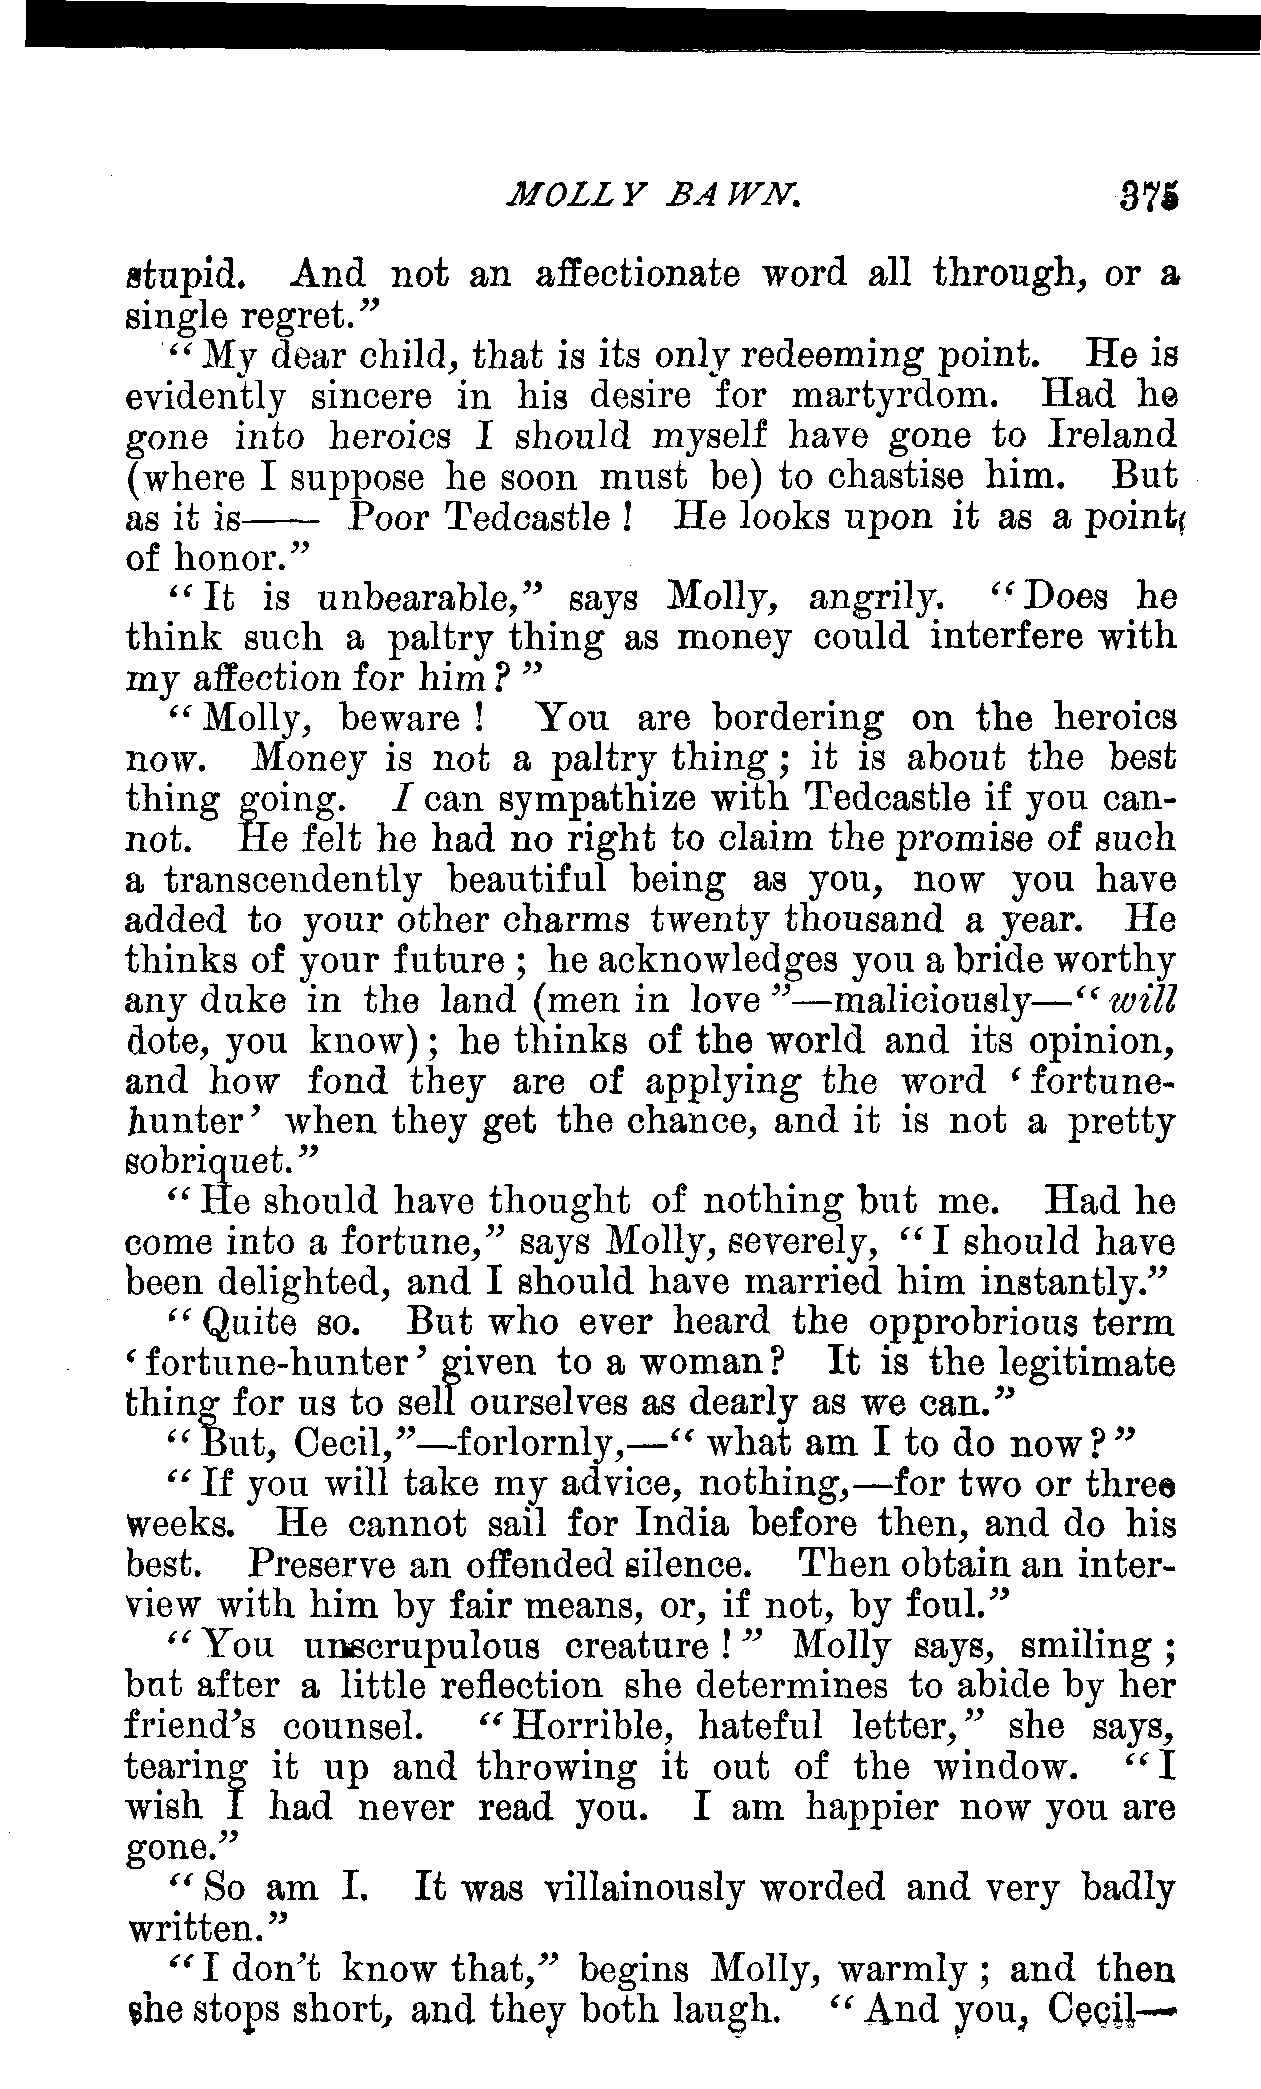 MOLLY BAWN. 375
stupid. And not an affectionate word all through, or a
single regret."
"My dear child, that is its only redeeming point. He is
evidently sincere in his desire for martyrdom. Had he
gone into heroics I should myself have gone to Ireland
(where I suppose he soon must be) to chastise him. But
as it is—— Poor Tedcastle! He looks upon it as a point
of honor."
"It is unbearable," says Molly, angrily. "Does he
think such a paltry thing as money could interfere with
my affection for him?"
"Molly, beware! You are bordering on the heroics
now. Money is not a paltry thing; it is about the best
thing going. I can sympathize with Tedcastle if you can-
not. He felt he had no right to claim the promise of such
a transcendently beautiful being as you, now you have
added to your other charms twenty thousand a year. He
thinks of your future; he acknowledges you a bride worthy
any duke in the land (men in love"—maliciously—"will
dote, you know); he thinks of the world and its opinion,
and how fond they are of applying the word 'fortune-
hunter' when they get the chance, and it is not a pretty
sobriquet."
"He should have thought of nothing but me. Had he
come into a fortune," says Molly, severely, "I should have
been delighted, and I should have married him instantly."
"Quite so. But who ever heard the opprobrious term
'fortune-hunter' given to a woman? It is the legitimate
thing for us to sell ourselves as dearly as we can."
"But, Cecil,"—forlornly,—"what am I to do now?"
"If you will take my advice, nothing,—for two or three
weeks. He cannot sail for India before then, and do his
best. Preserve an offended silence. Then obtain an inter-
view with him by fair means, or, if not, by foul."
"You unscrupulous creature!" Molly says, smiling;
but after a little reflection she determines to abide by her
friend's counsel. "Horrible, hateful letter," she says,
tearing it up and throwing it out of the window. "I
wish I had never read you. I am happier now you are
gone."
"So am I. It was villainously worded and very badly
written."
"I don't know that," begins Molly, warmly; and then
she stops short, and they both laugh. "And you, Cecil—